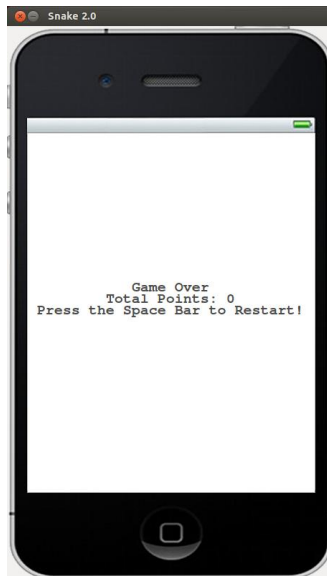 Snake 2.0
Game Over
Total Points: 0
Press the Space Bar to Restart!